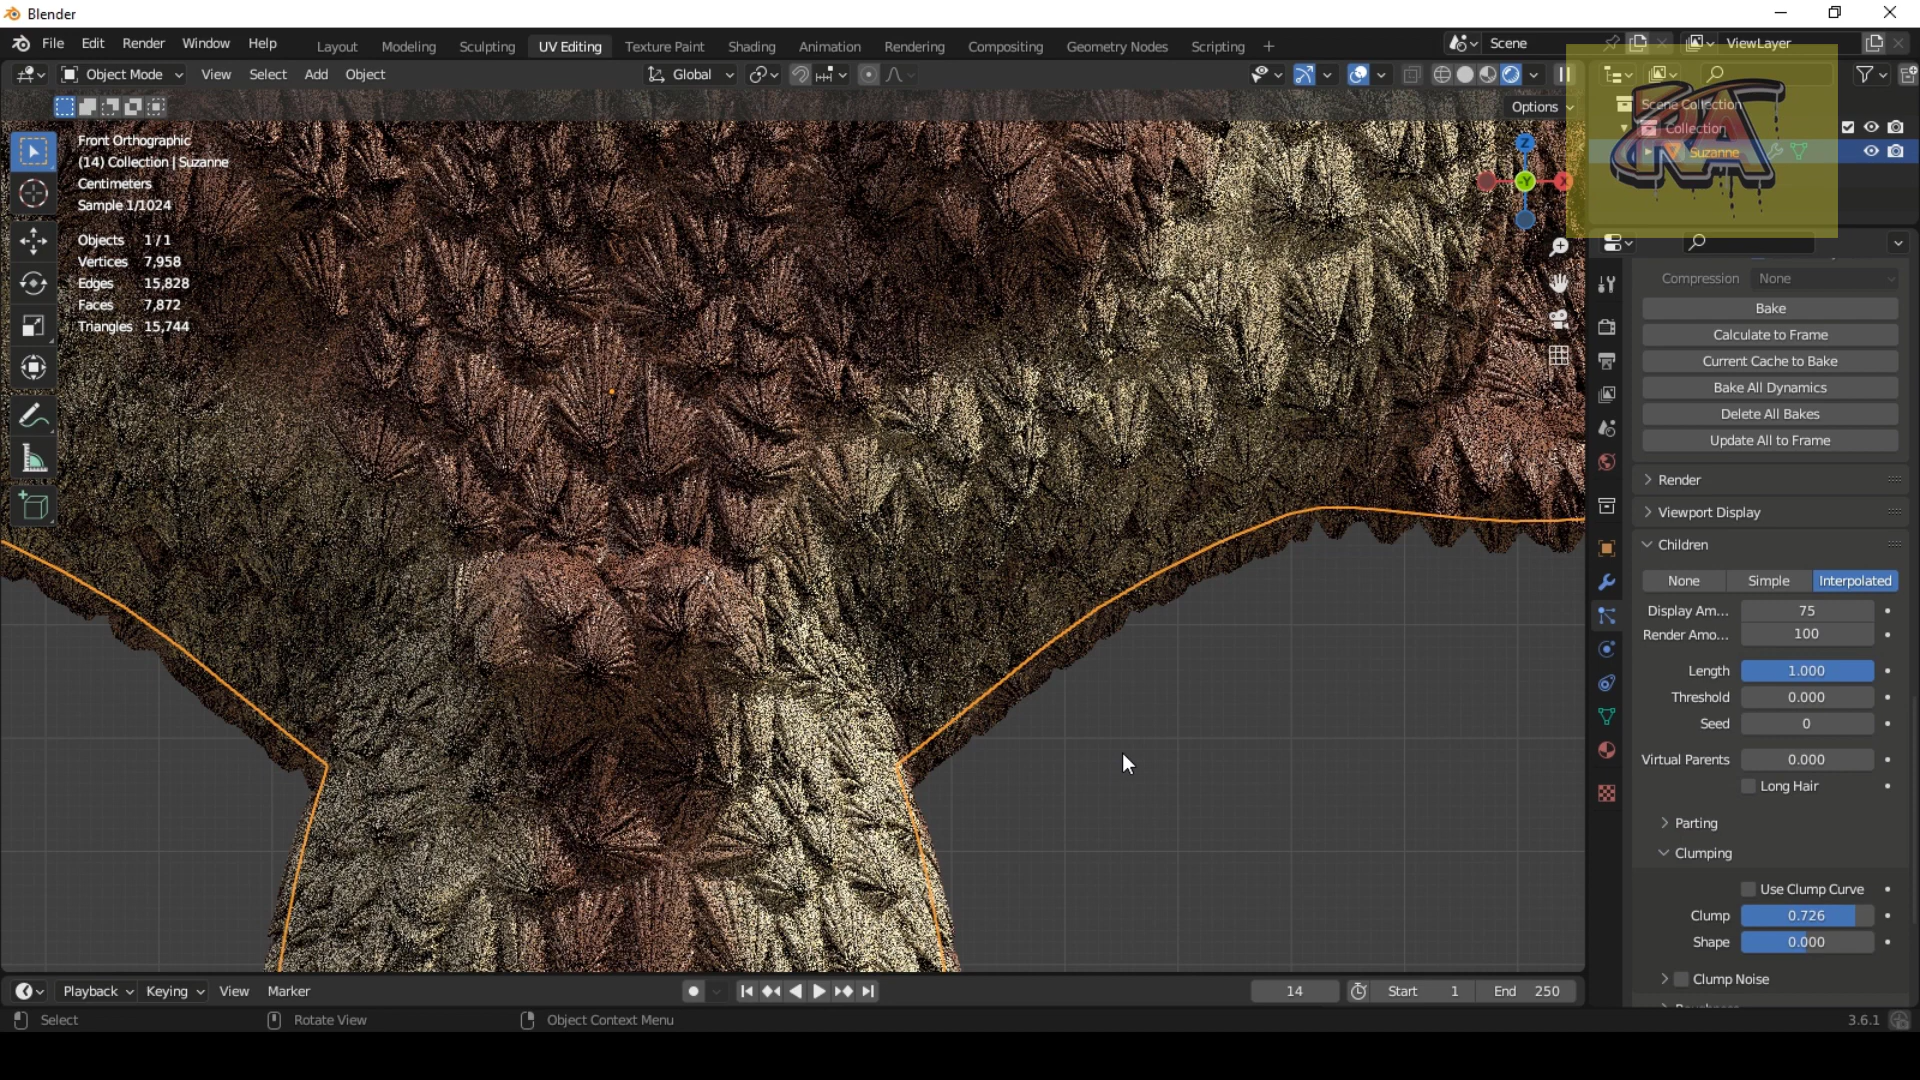 Blender
File Edit Render Window Help
Layout Modeling Sculpting UV Editing Texture Paint Shading Animation Rendering Compositing Geometry Nodes Scripting +
Scene
ViewLayer
Object Mode View Select Add Object
Global
Options
Scene Collection
Collection
Suzanne
RA
Front Orthographic
(14) Collection | Suzanne
Centimeters
Sample 1/1024
Objects 1/1
Vertices 7,958
Edges 15,828
Faces 7,872
Triangles 15,744
Z
Y
X
Compression None
Bake
Calculate to Frame
Current Cache to Bake
Bake All Dynamics
Delete All Bakes
Update All to Frame
Render
Viewport Display
Children
None Simple Interpolated
Display Am... 75
Render Amo... 100
Length 1.000
Threshold 0.000
Seed 0
Virtual Parents 0.000
Long Hair
Parting
Clumping
Use Clump Curve
Clump 0.726
Shape 0.000
Clump Noise
Playback Keying View Marker
14
Start 1
End 250
Select
Rotate View
Object Context Menu
3.6.1